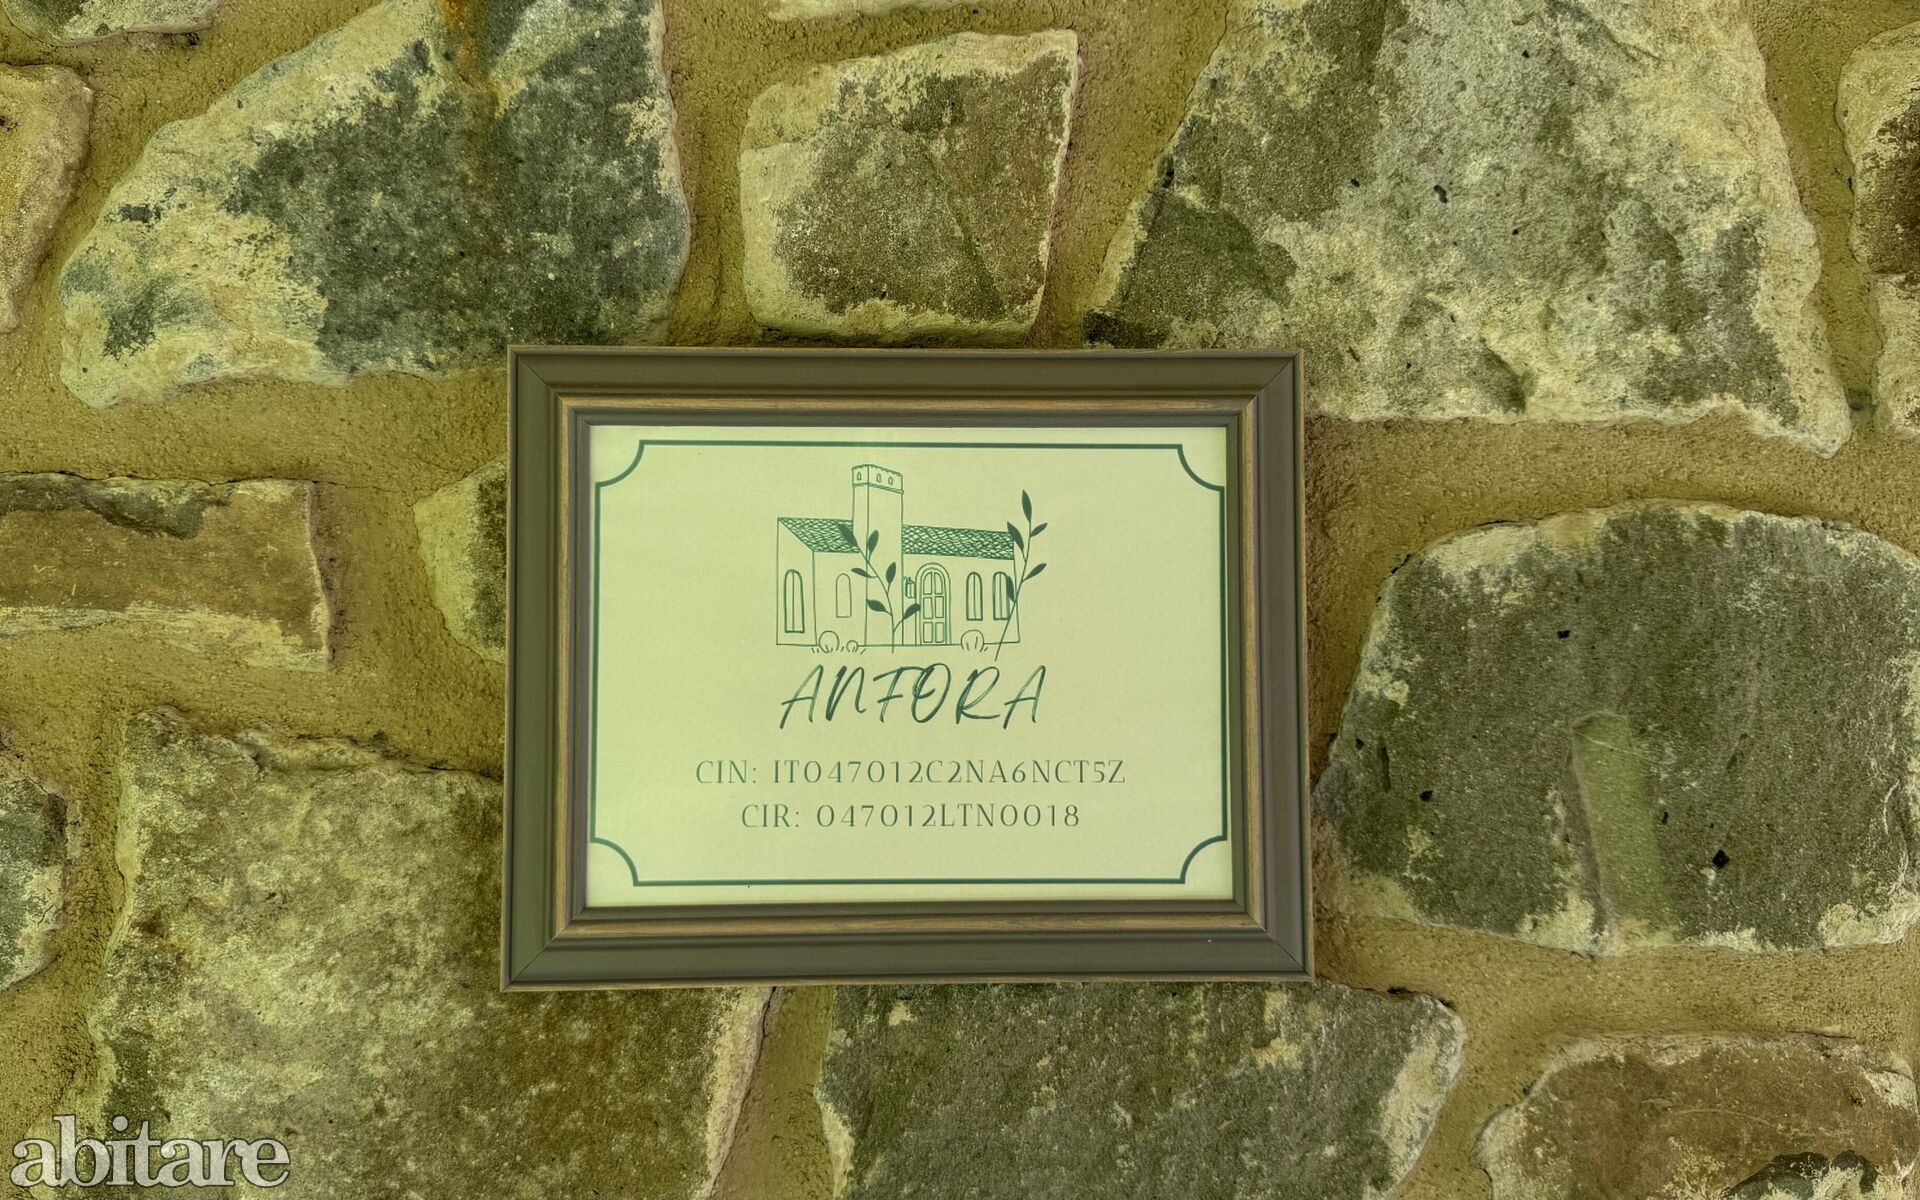 ANFORA
CIN: IT047012C2NA6NCT5Z
CIR: 047012LTN0018
abitare